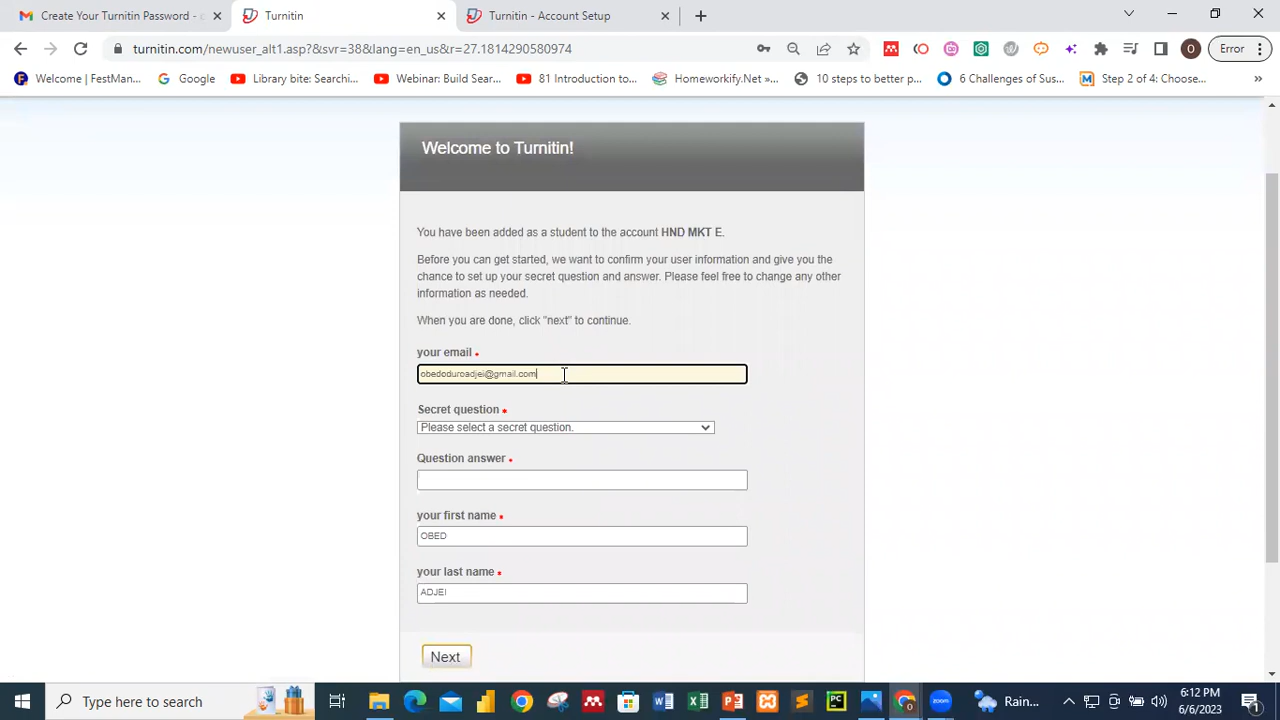 Create Your Turnitin Password - c
Turnitin
Turnitin - Account Setup
turnitin.com/newuser_alt1.asp?&svr=38&lang=en_us&r=27.1814290580974
O
Error
Welcome | FestMan...
Google
Library bite: Searchi...
Webinar: Build Sear...
81 Introduction to...
Homeworkify.Net »...
10 steps to better p...
6 Challenges of Sus...
Step 2 of 4: Choose...
»
Welcome to Turnitin!
You have been added as a student to the account HND MKT E.
Before you can get started, we want to confirm your user information and give you the
chance to set up your secret question and answer. Please feel free to change any other
information as needed.
When you are done, click "next" to continue.
your email
obedoduroadjei@gmail.com
Secret question
Please select a secret question.
Question answer
your first name
OBED
your last name
ADJEI
Next
Type here to search
zoom
Rain...
6:12 PM
6/6/2023
1